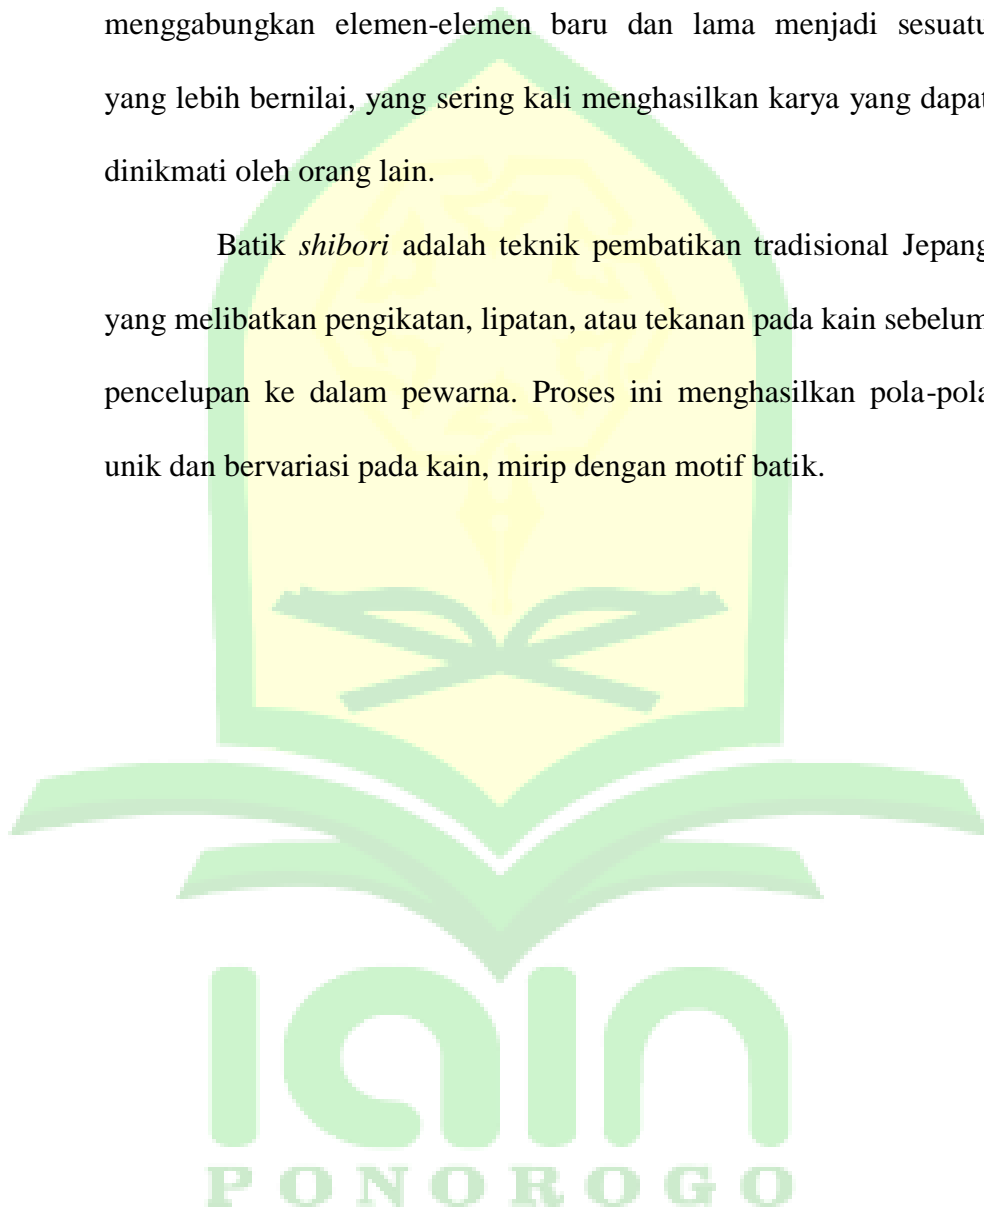 menggabungkan elemen-elemen baru dan lama menjadi sesuatu
yang lebih bernilai, yang sering kali menghasilkan karya yang dapat
dinikmati oleh orang lain.
Batik shibori adalah teknik pembatikan tradisional Jepang
yang melibatkan pengikatan, lipatan, atau tekanan pada kain sebelum
pencelupan ke dalam pewarna. Proses ini menghasilkan pola-pola
unik dan bervariasi pada kain, mirip dengan motif batik.
iain
PONOROGO